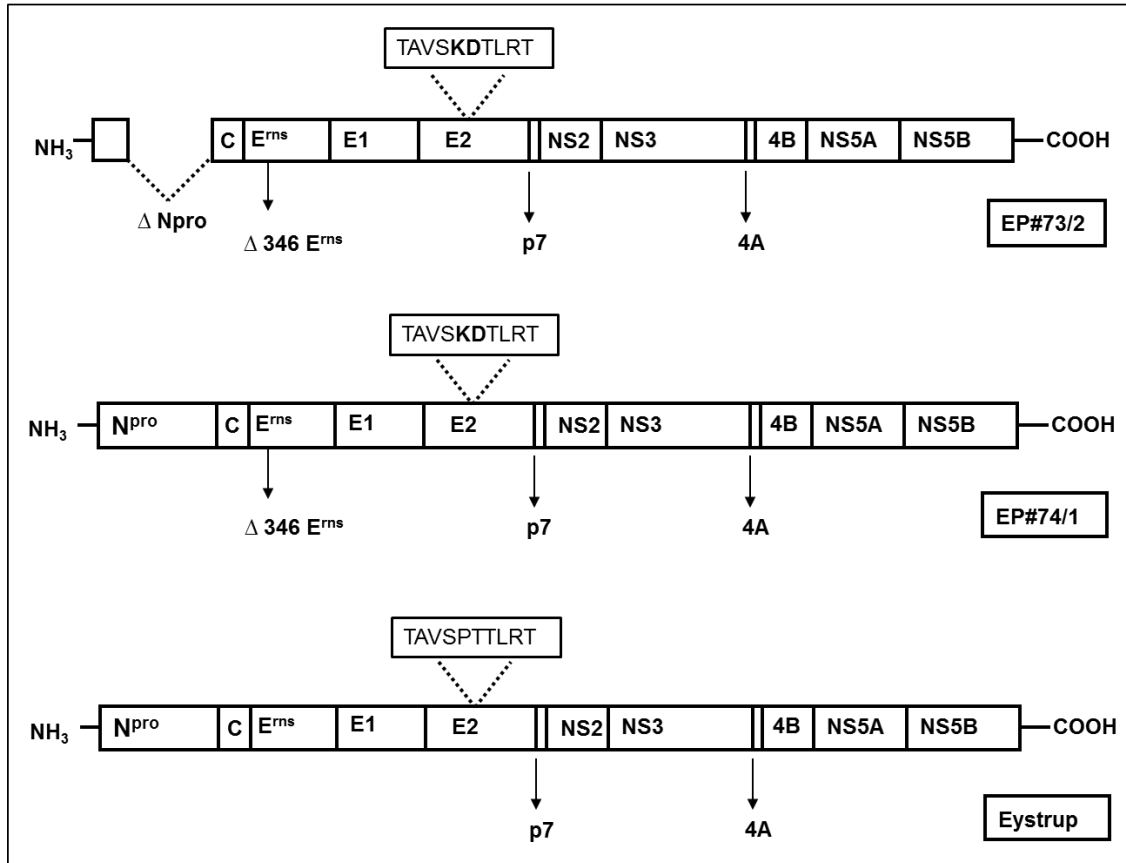 TAVSKDTLRT
NH₃ C Eʳⁿˢ E1 E2 NS2 NS3 4B NS5A NS5B COOH
Δ Npro
Δ 346 Eʳⁿˢ p7 4A
EP#73/2
TAVSKDTLRT
NH₃ Nᵖʳᵒ C Eʳⁿˢ E1 E2 NS2 NS3 4B NS5A NS5B COOH
Δ 346 Eʳⁿˢ p7 4A
EP#74/1
TAVSPTTLRT
NH₃ Nᵖʳᵒ C Eʳⁿˢ E1 E2 NS2 NS3 4B NS5A NS5B COOH
p7 4A
Eystrup